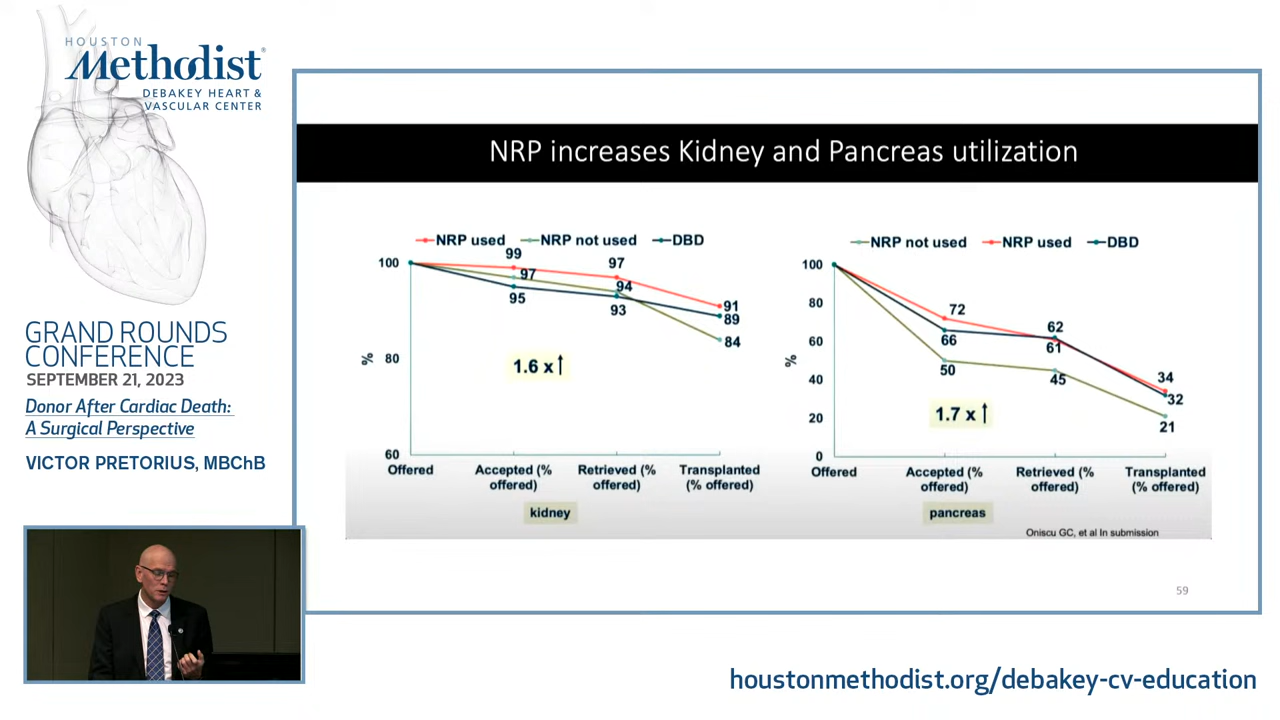 HOUSTON
Methodist®
DEBAKEY HEART &
VASCULAR CENTER
GRAND ROUNDS
CONFERENCE
SEPTEMBER 21, 2023
Donor After Cardiac Death:
A Surgical Perspective
VICTOR PRETORIUS, MBChB
NRP increases Kidney and Pancreas utilization
NRP used NRP not used DBD
100
80
60
%
99
97
95
97
94
93
91
89
84
1.6 x ↑
Offered Accepted (% offered) Retrieved (% offered) Transplanted (% offered)
kidney
NRP not used NRP used DBD
100
80
60
40
20
0
%
72
66
50
62
61
45
34
32
21
1.7 x ↑
Offered Accepted (% offered) Retrieved (% offered) Transplanted (% offered)
pancreas
Oniscu GC, et al In submission
59
houstonmethodist.org/debakey-cv-education